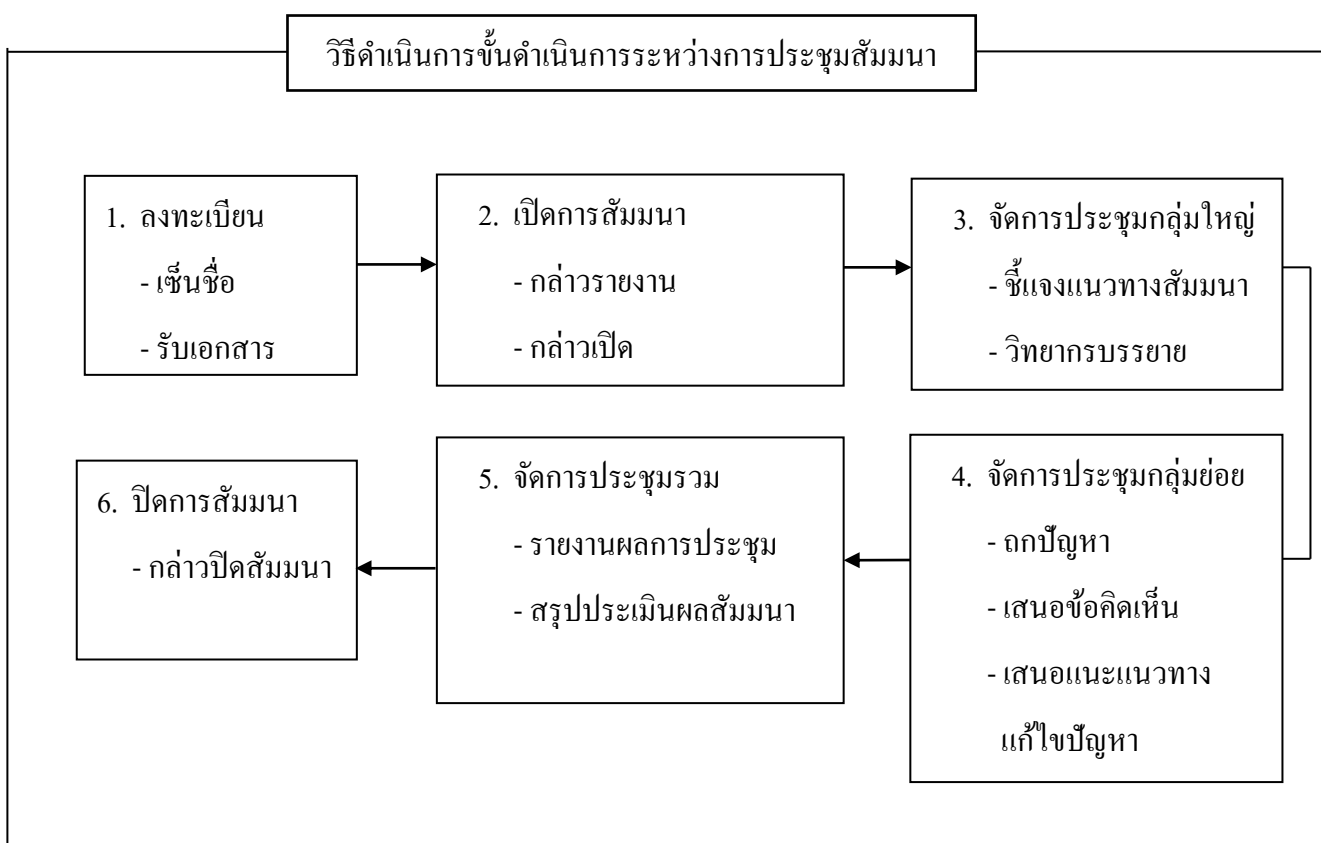 วิธีดำเนินการขั้นดำเนินการระหว่างการประชุมสัมมนา
1. ลงทะเบียน
- เซ็นชื่อ
- รับเอกสาร
2. เปิดการสัมมนา
- กล่าวรายงาน
- กล่าวเปิด
3. จัดการประชุมกลุ่มใหญ่
- ชี้แจงแนวทางสัมมนา
- วิทยากรบรรยาย
4. จัดการประชุมกลุ่มย่อย
- ถกปัญหา
- เสนอข้อคิดเห็น
- เสนอแนะแนวทาง
แก้ไขปัญหา
5. จัดการประชุมรวม
- รายงานผลการประชุม
- สรุปประเมินผลสัมมนา
6. ปิดการสัมมนา
- กล่าวปิดสัมมนา